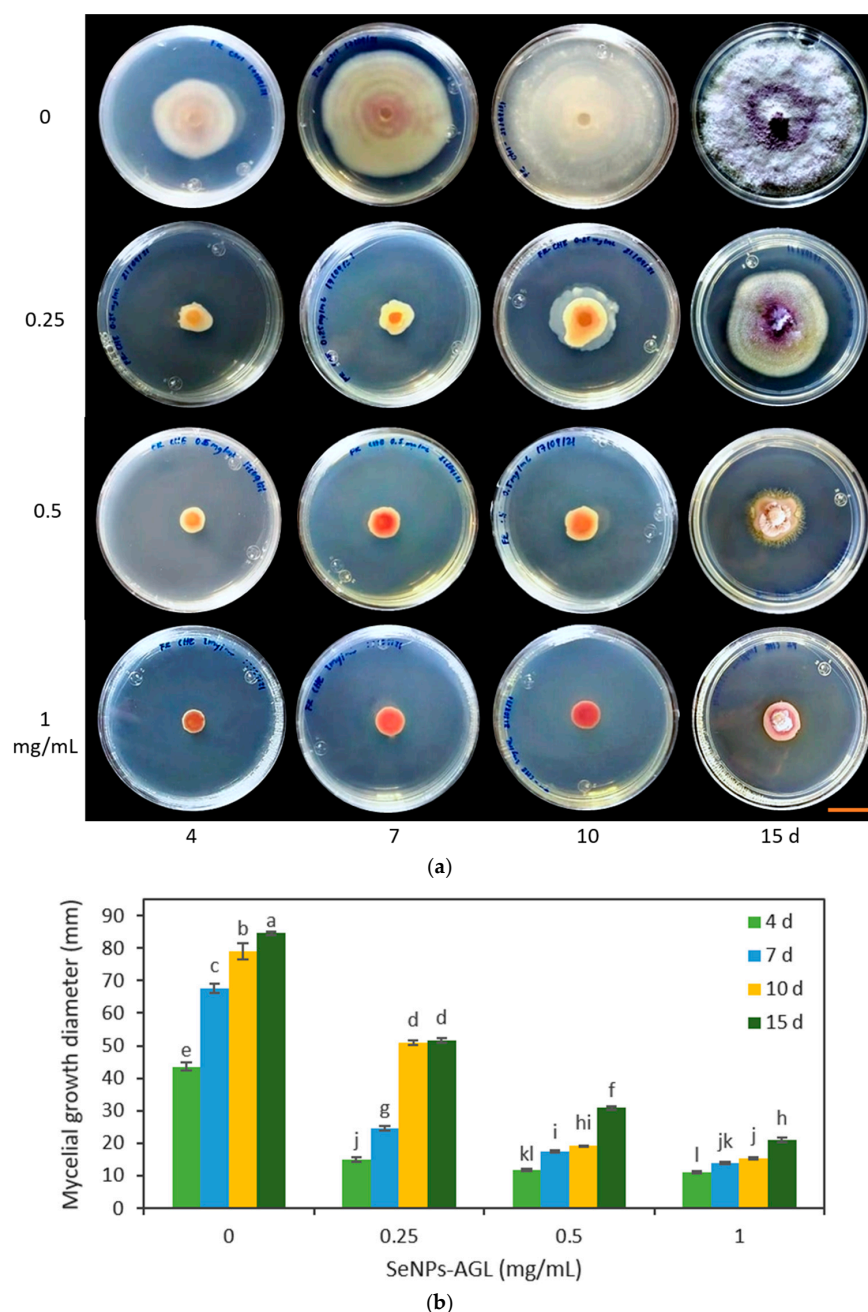 0
0.25
0.5
1
mg/mL
4 7 10 15 d
(a)
Mycelial growth diameter (mm)
90
80
70
60
50
40
30
20
10
0
e c b a
j g d d
kl i hi f
l jk j h
4 d
7 d
10 d
15 d
0 0.25 0.5 1
SeNPs-AGL (mg/mL)
(b)